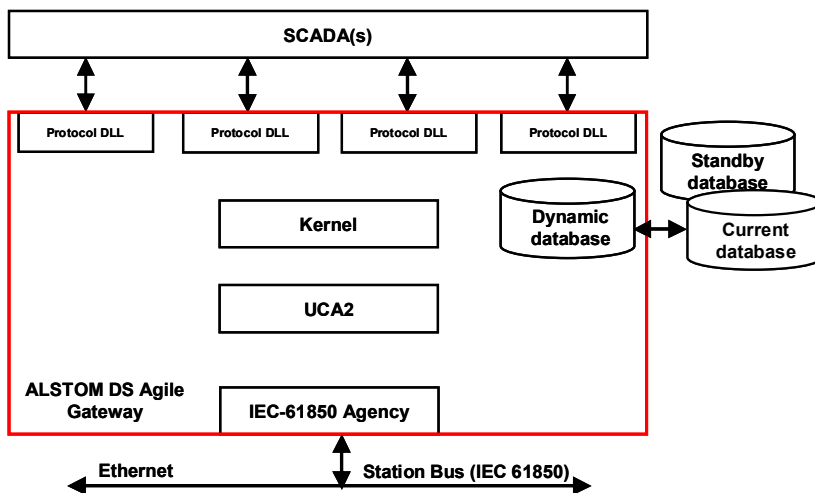 SCADA(s)
Protocol DLL
Protocol DLL
Protocol DLL
Protocol DLL
Standby
database
Kernel
Dynamic
database
Current
database
UCA2
ALSTOM DS Agile
Gateway
IEC-61850 Agency
Ethernet
Station Bus (IEC 61850)